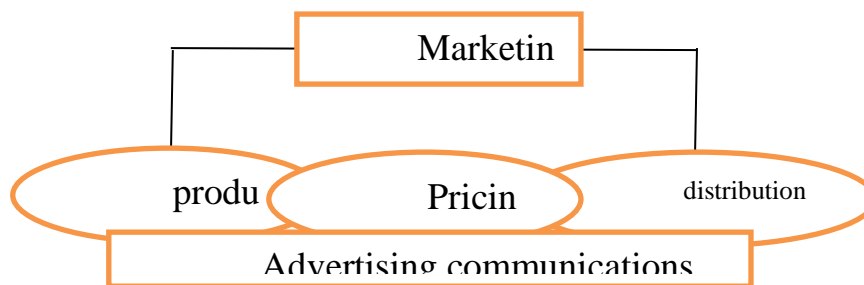 Marketin
produ
Pricin
distribution
Advertising communications